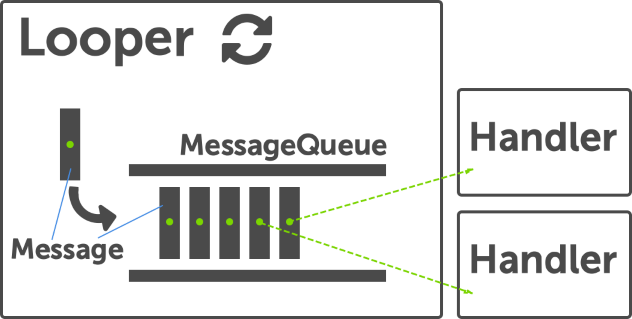 Looper
MessageQueue
Message
Handler
Handler